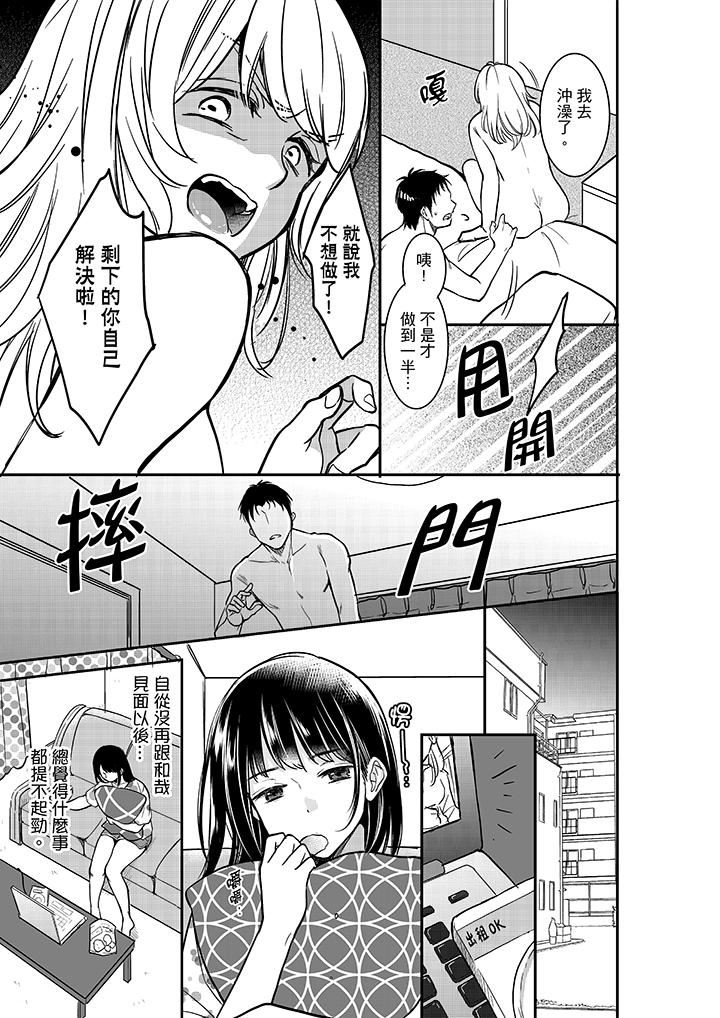 我去
沖澡了。
嘎
咦！
不是才
做到一半…
甩開
就說我
不想做了！
剩下的你自己
解決啦！
摔門
出租OK
嚼嚼…
自從沒再跟和哉
見面以後…
總覺得什麼事
都提不起勁。